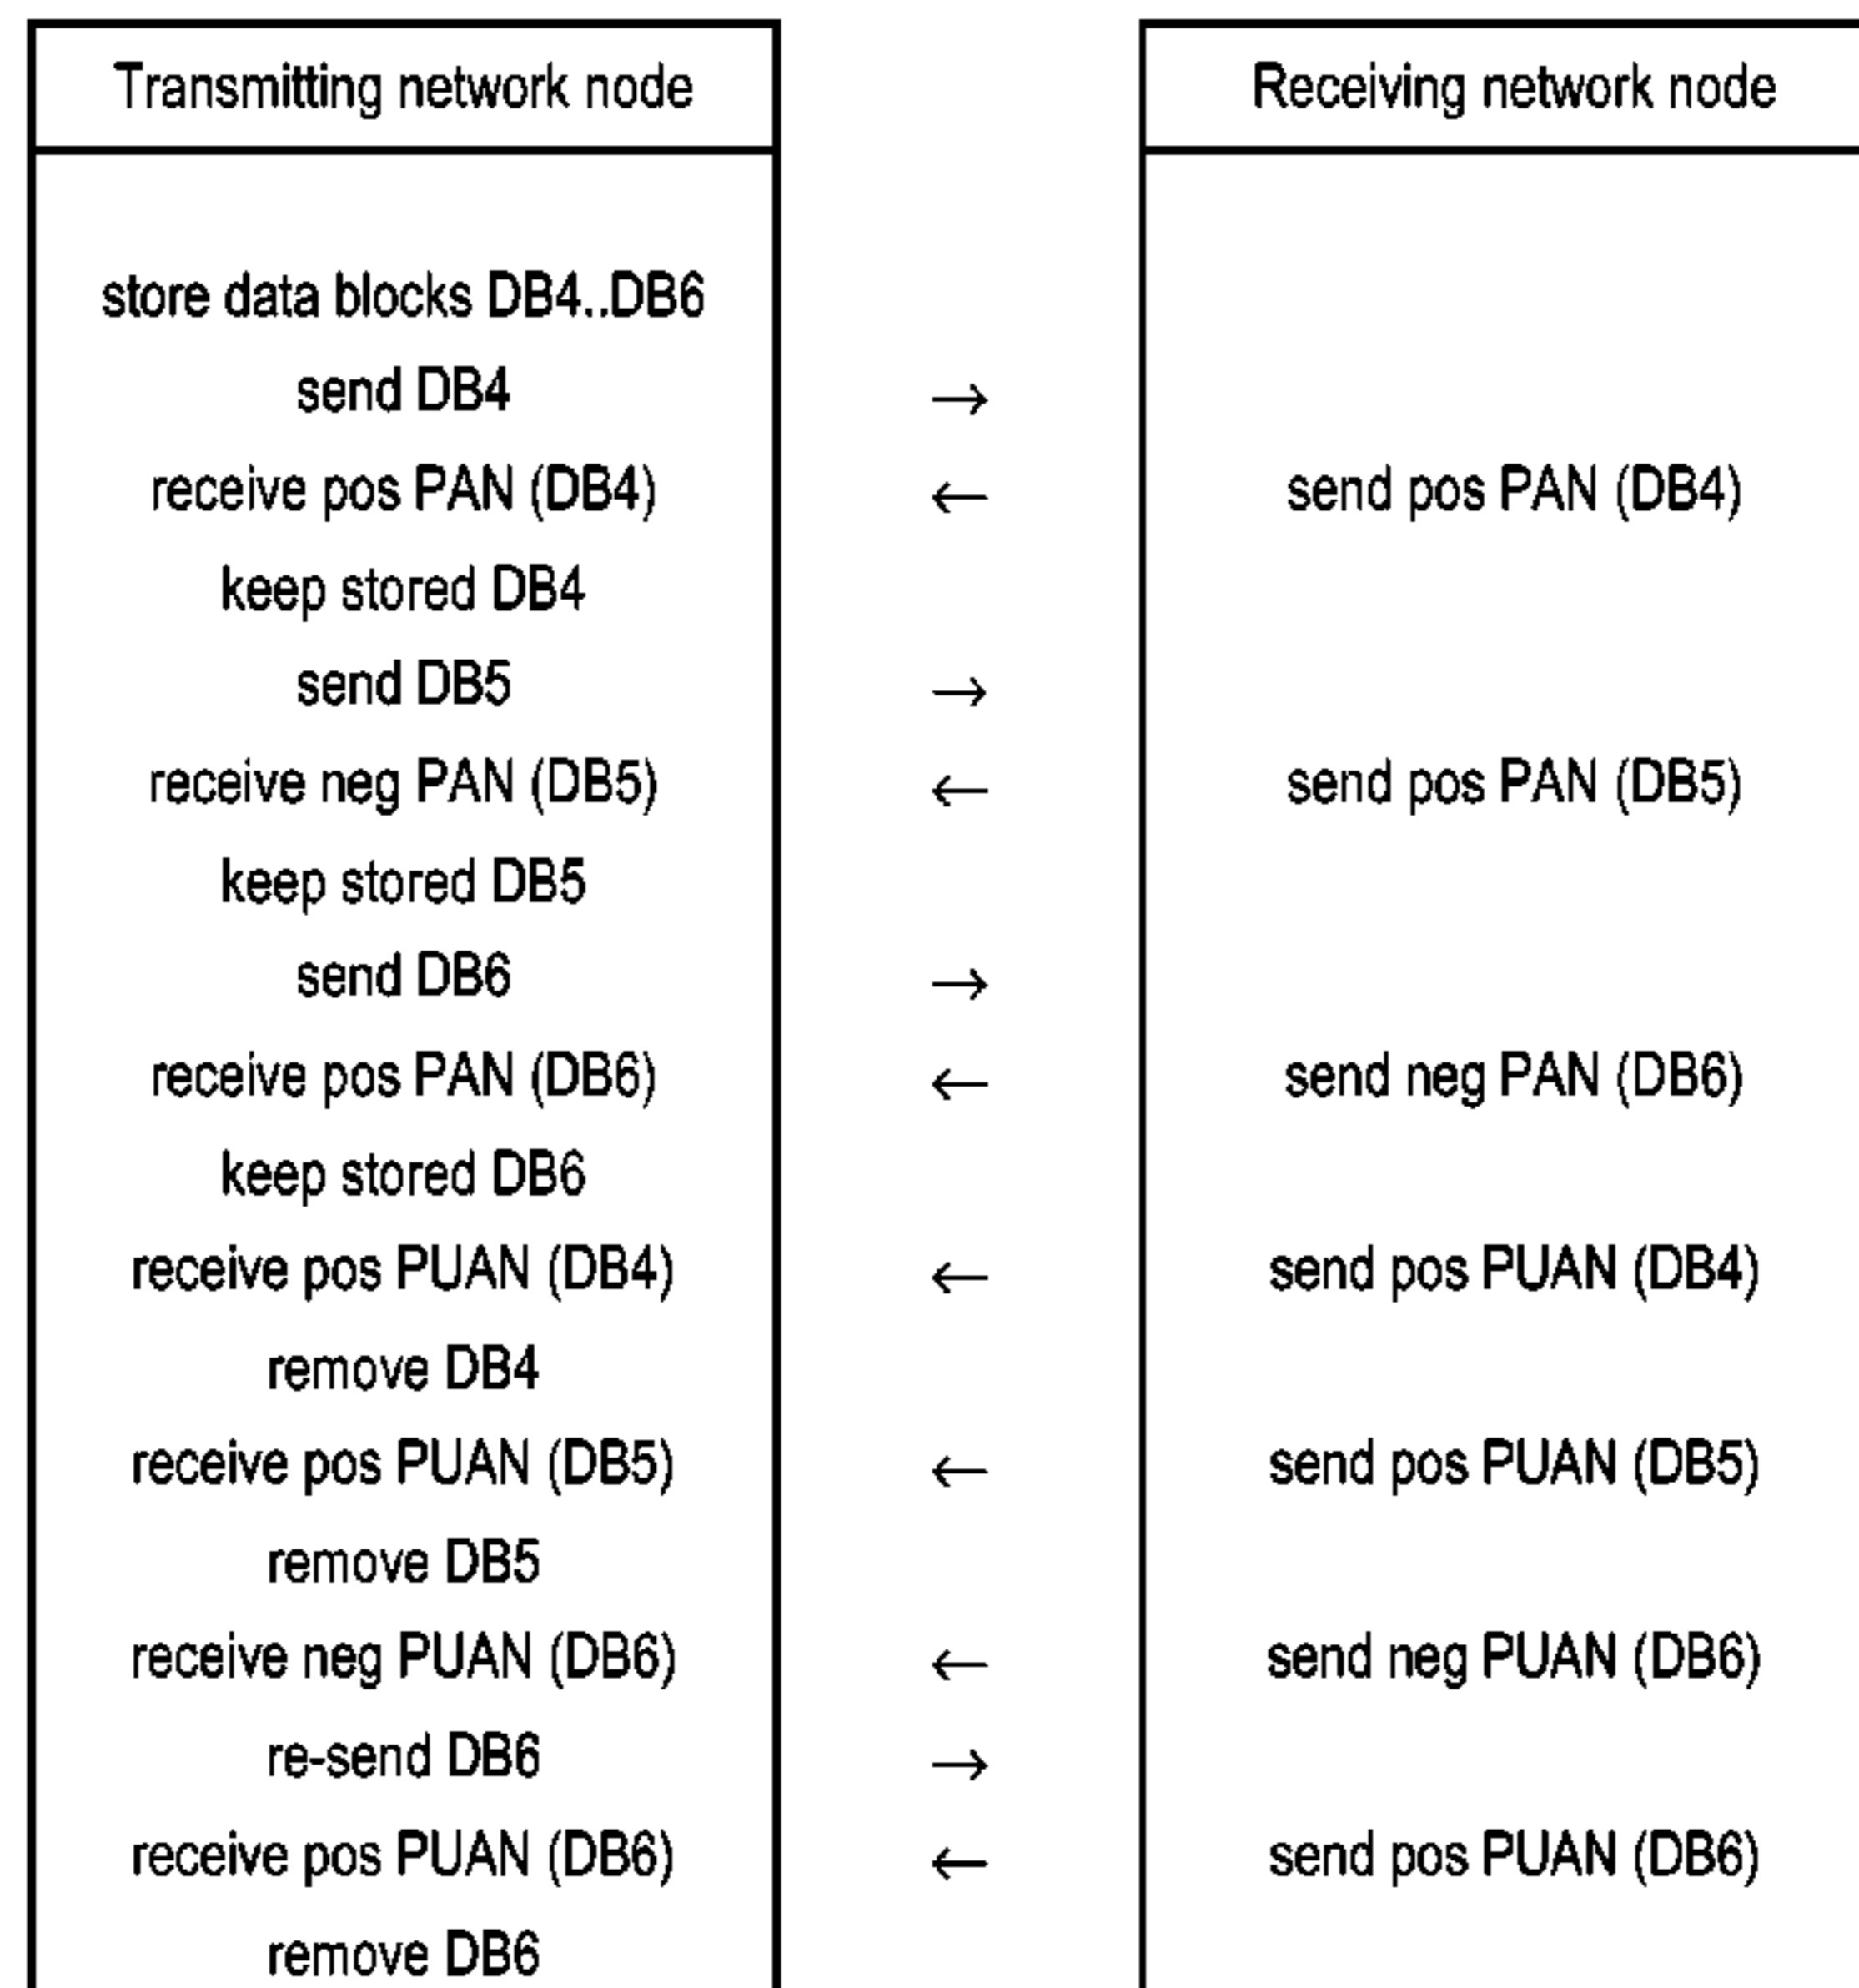 Transmitting network node Receiving network node
store data blocks DB4..DB6
send DB4 →
receive pos PAN (DB4) ← send pos PAN (DB4)
keep stored DB4
send DB5 →
receive neg PAN (DB5) ← send pos PAN (DB5)
keep stored DB5
send DB6 →
receive pos PAN (DB6) ← send neg PAN (DB6)
keep stored DB6
receive pos PUAN (DB4) ← send pos PUAN (DB4)
remove DB4
receive pos PUAN (DB5) ← send pos PUAN (DB5)
remove DB5
receive neg PUAN (DB6) ← send neg PUAN (DB6)
re-send DB6 →
receive pos PUAN (DB6) ← send pos PUAN (DB6)
remove DB6